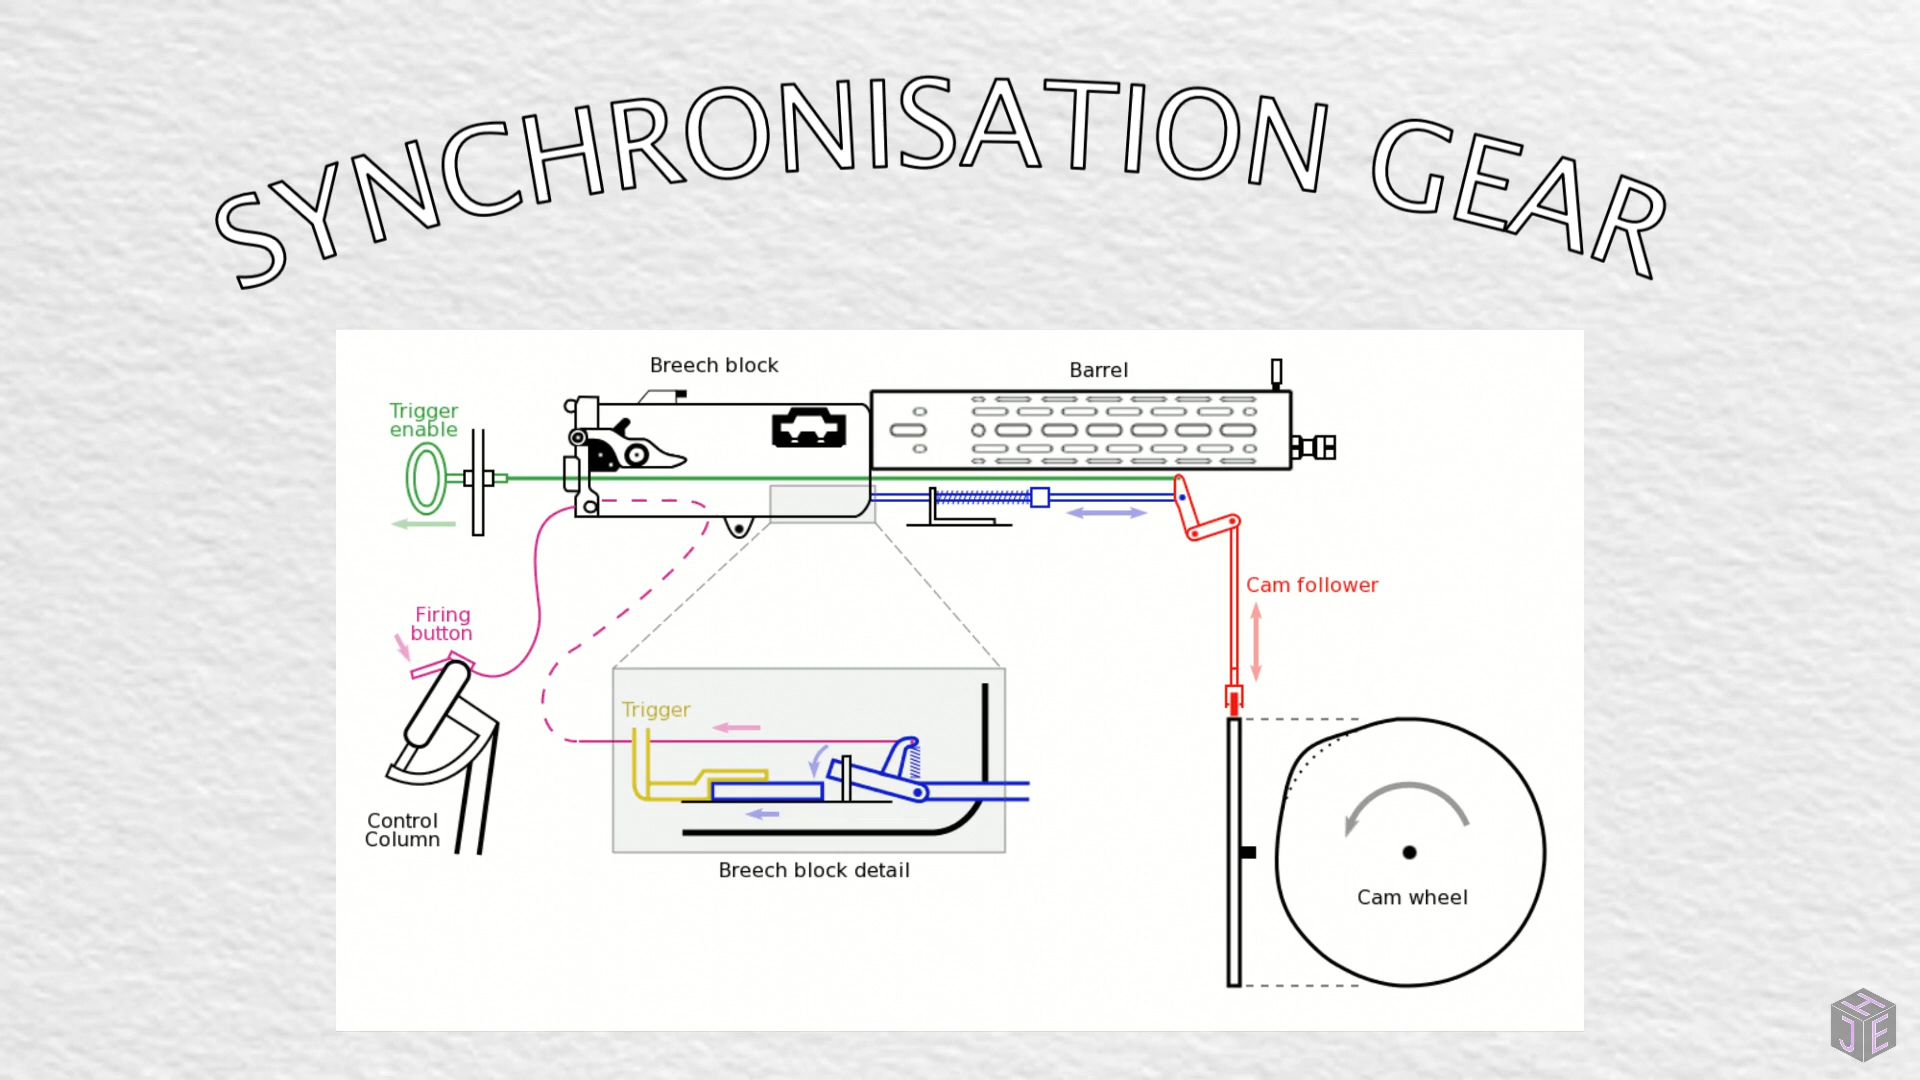 SYNCHRONISATION GEAR
Breech block
Barrel
Trigger
enable
Cam follower
Firing
button
Trigger
Control
Column
Breech block detail
Cam wheel
H
J E